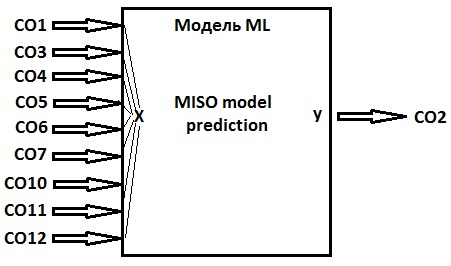 CO1
CO3
CO4
CO5
CO6
CO7
CO10
CO11
CO12
Модель ML
X
MISO model
prediction
y
CO2